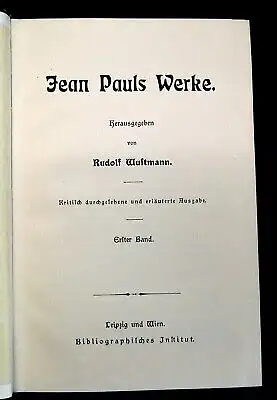 Jean Pauls Werke.
Herausgegeben
von
Rudolf Wustmann.
Kritisch durchgesehene und erläuterte Ausgabe.
Erster Band.
Leipzig und Wien.
Bibliographisches Institut.